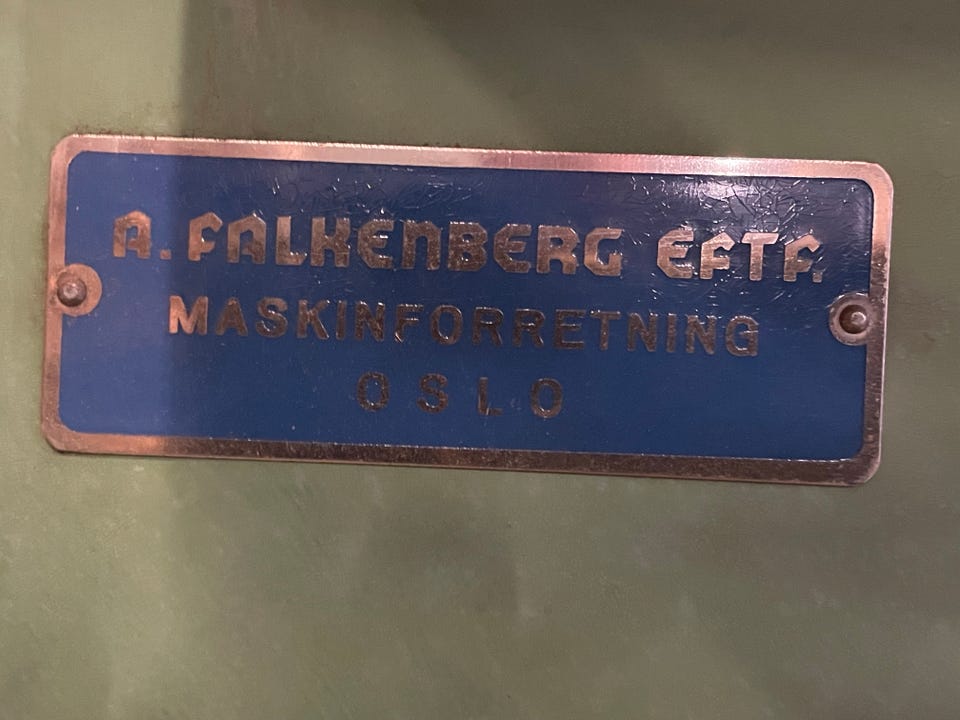 A. FALKENBERG EFTF.
MASKINFORRETNING
OSLO